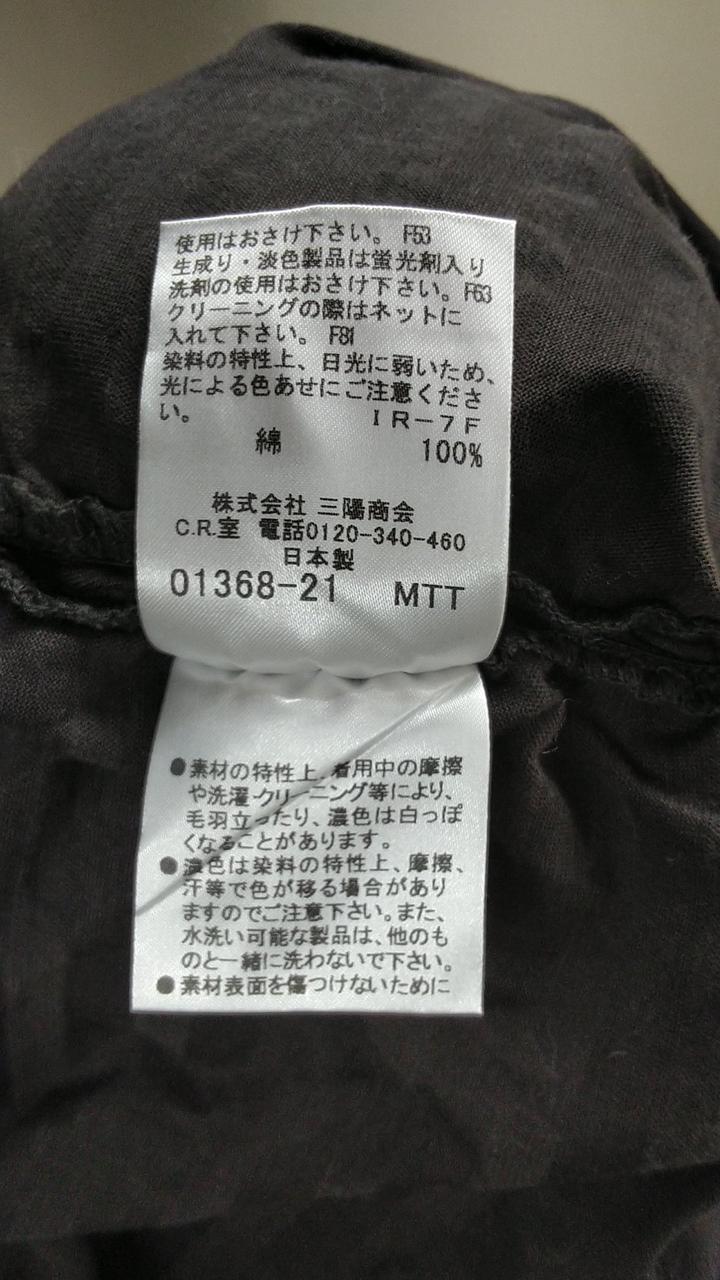 使用はおさけ下さい。 F53
生成り・淡色製品は蛍光剤入り
洗剤の使用はおさけ下さい。F63
クリーニングの際はネットに
入れて下さい。 F81
染料の特性上、日光に弱いため、
光による色あせにご注意くださ
い。 IR-7F
綿 100%
株式会社 三陽商会
C.R.室 電話0120-340-460
日本製
01368-21 MTT
●素材の特性上、着用中の摩擦
や洗濯・クリーニング等により、
毛羽立ったり、濃色は白っぽ
くなることがあります。
●濃色は染料の特性上、摩擦、
汗等で色が移る場合があり
ますのでご注意下さい。また、
水洗い可能な製品は、他のも
のと一緒に洗わないで下さい。
●素材表面を傷つけないために